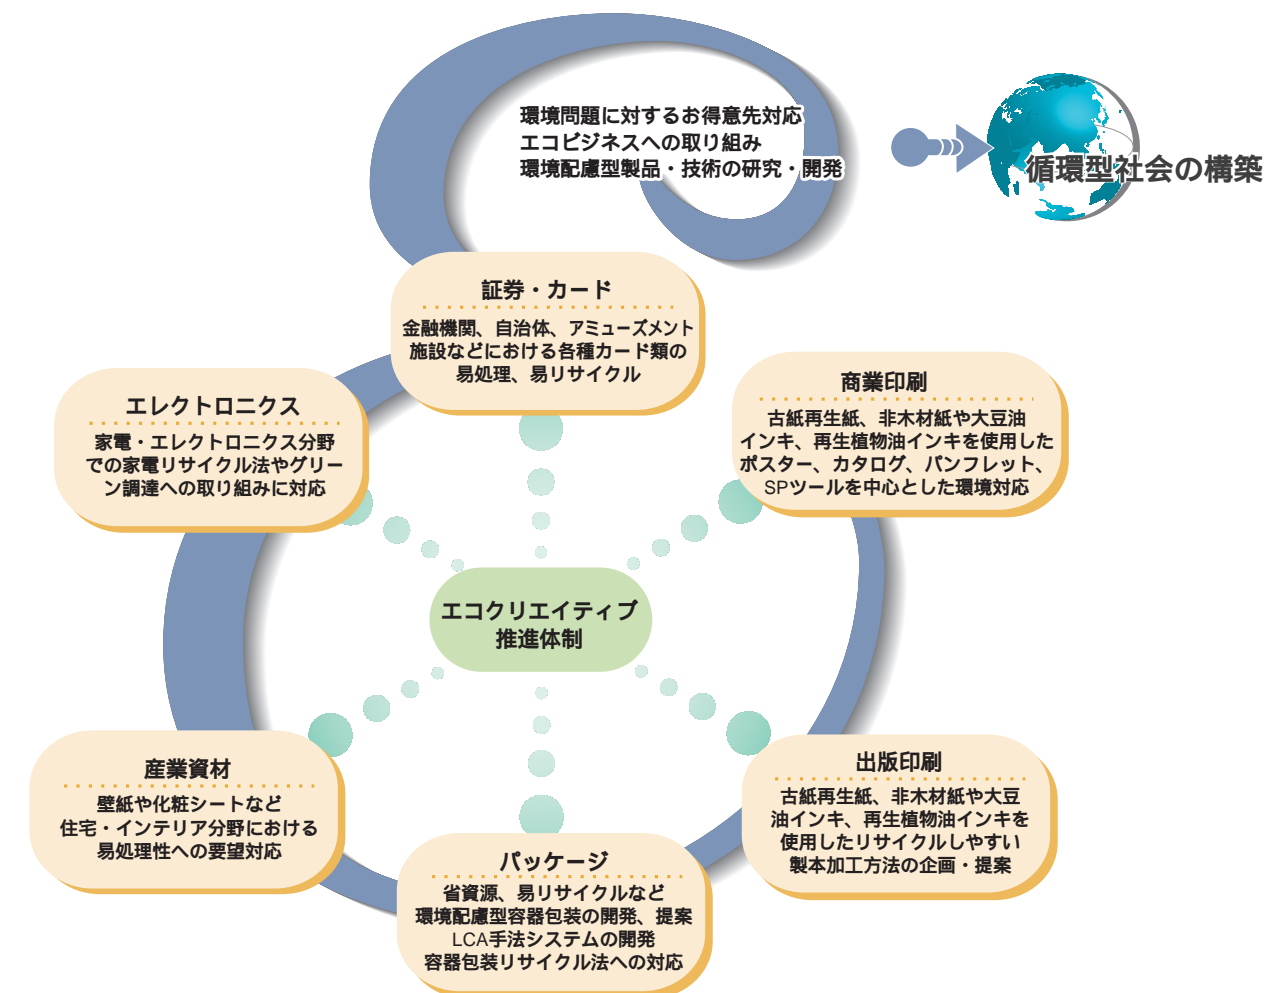 環境問題に対するお得意先対応
エコビジネスへの取り組み
環境配慮型製品・技術の研究・開発
循環型社会の構築
証券・カード
金融機関、自治体、アミューズメント
施設などにおける各種カード類の
易処理、易リサイクル
エレクトロニクス
家電・エレクトロニクス分野
での家電リサイクル法やグリー
ン調達への取り組みに対応
商業印刷
古紙再生紙、非木材紙や大豆油
インキ、再生植物油インキを使用した
ポスター、カタログ、パンフレット、
SPツールを中心とした環境対応
エコクリエイティブ
推進体制
産業資材
壁紙や化粧シートなど
住宅・インテリア分野における
易処理性への要望対応
パッケージ
省資源、易リサイクルなど
環境配慮型容器包装の開発、提案
LCA手法システムの開発
容器包装リサイクル法への対応
出版印刷
古紙再生紙、非木材紙や大豆
油インキ、再生植物油インキを
使用したリサイクルしやすい
製本加工方法の企画・提案